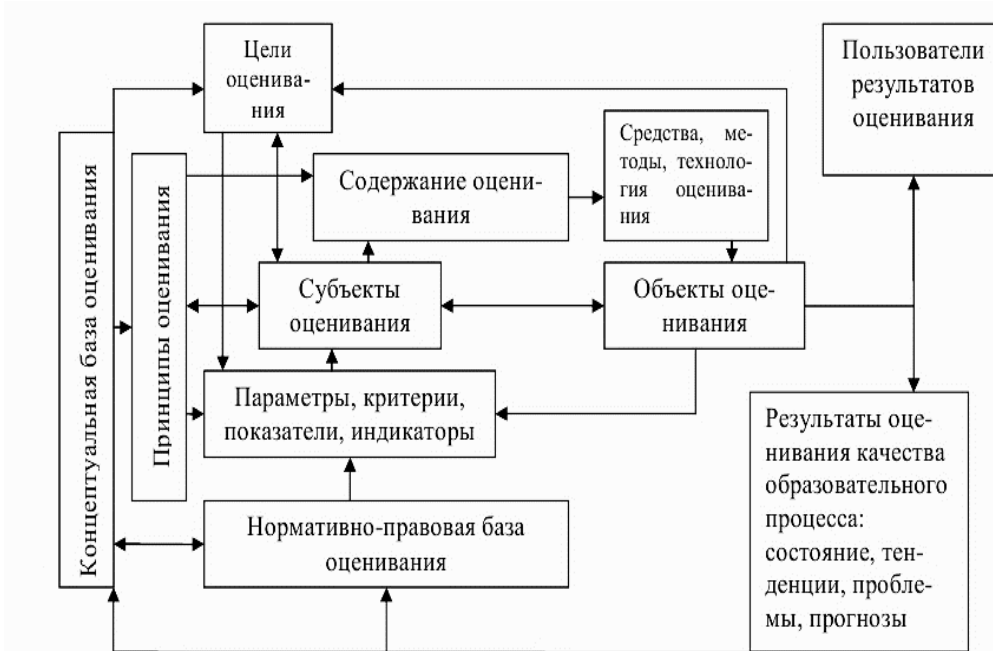 Цели
оценива-
ния
Пользователи
результатов
оценивания
Средства, ме-
тоды, техноло-
гия оценива-
ния
Содержание оцени-
вания
Концептуальная база оценивания
Принципы оценивания
Субъекты
оценивания
Объекты оце-
нивания
Параметры, критерии,
показатели, индикаторы
Результаты оце-
нивания качества
образовательного
процесса:
состояние, тен-
денции, пробле-
мы, прогнозы
Нормативно-правовая база
оценивания